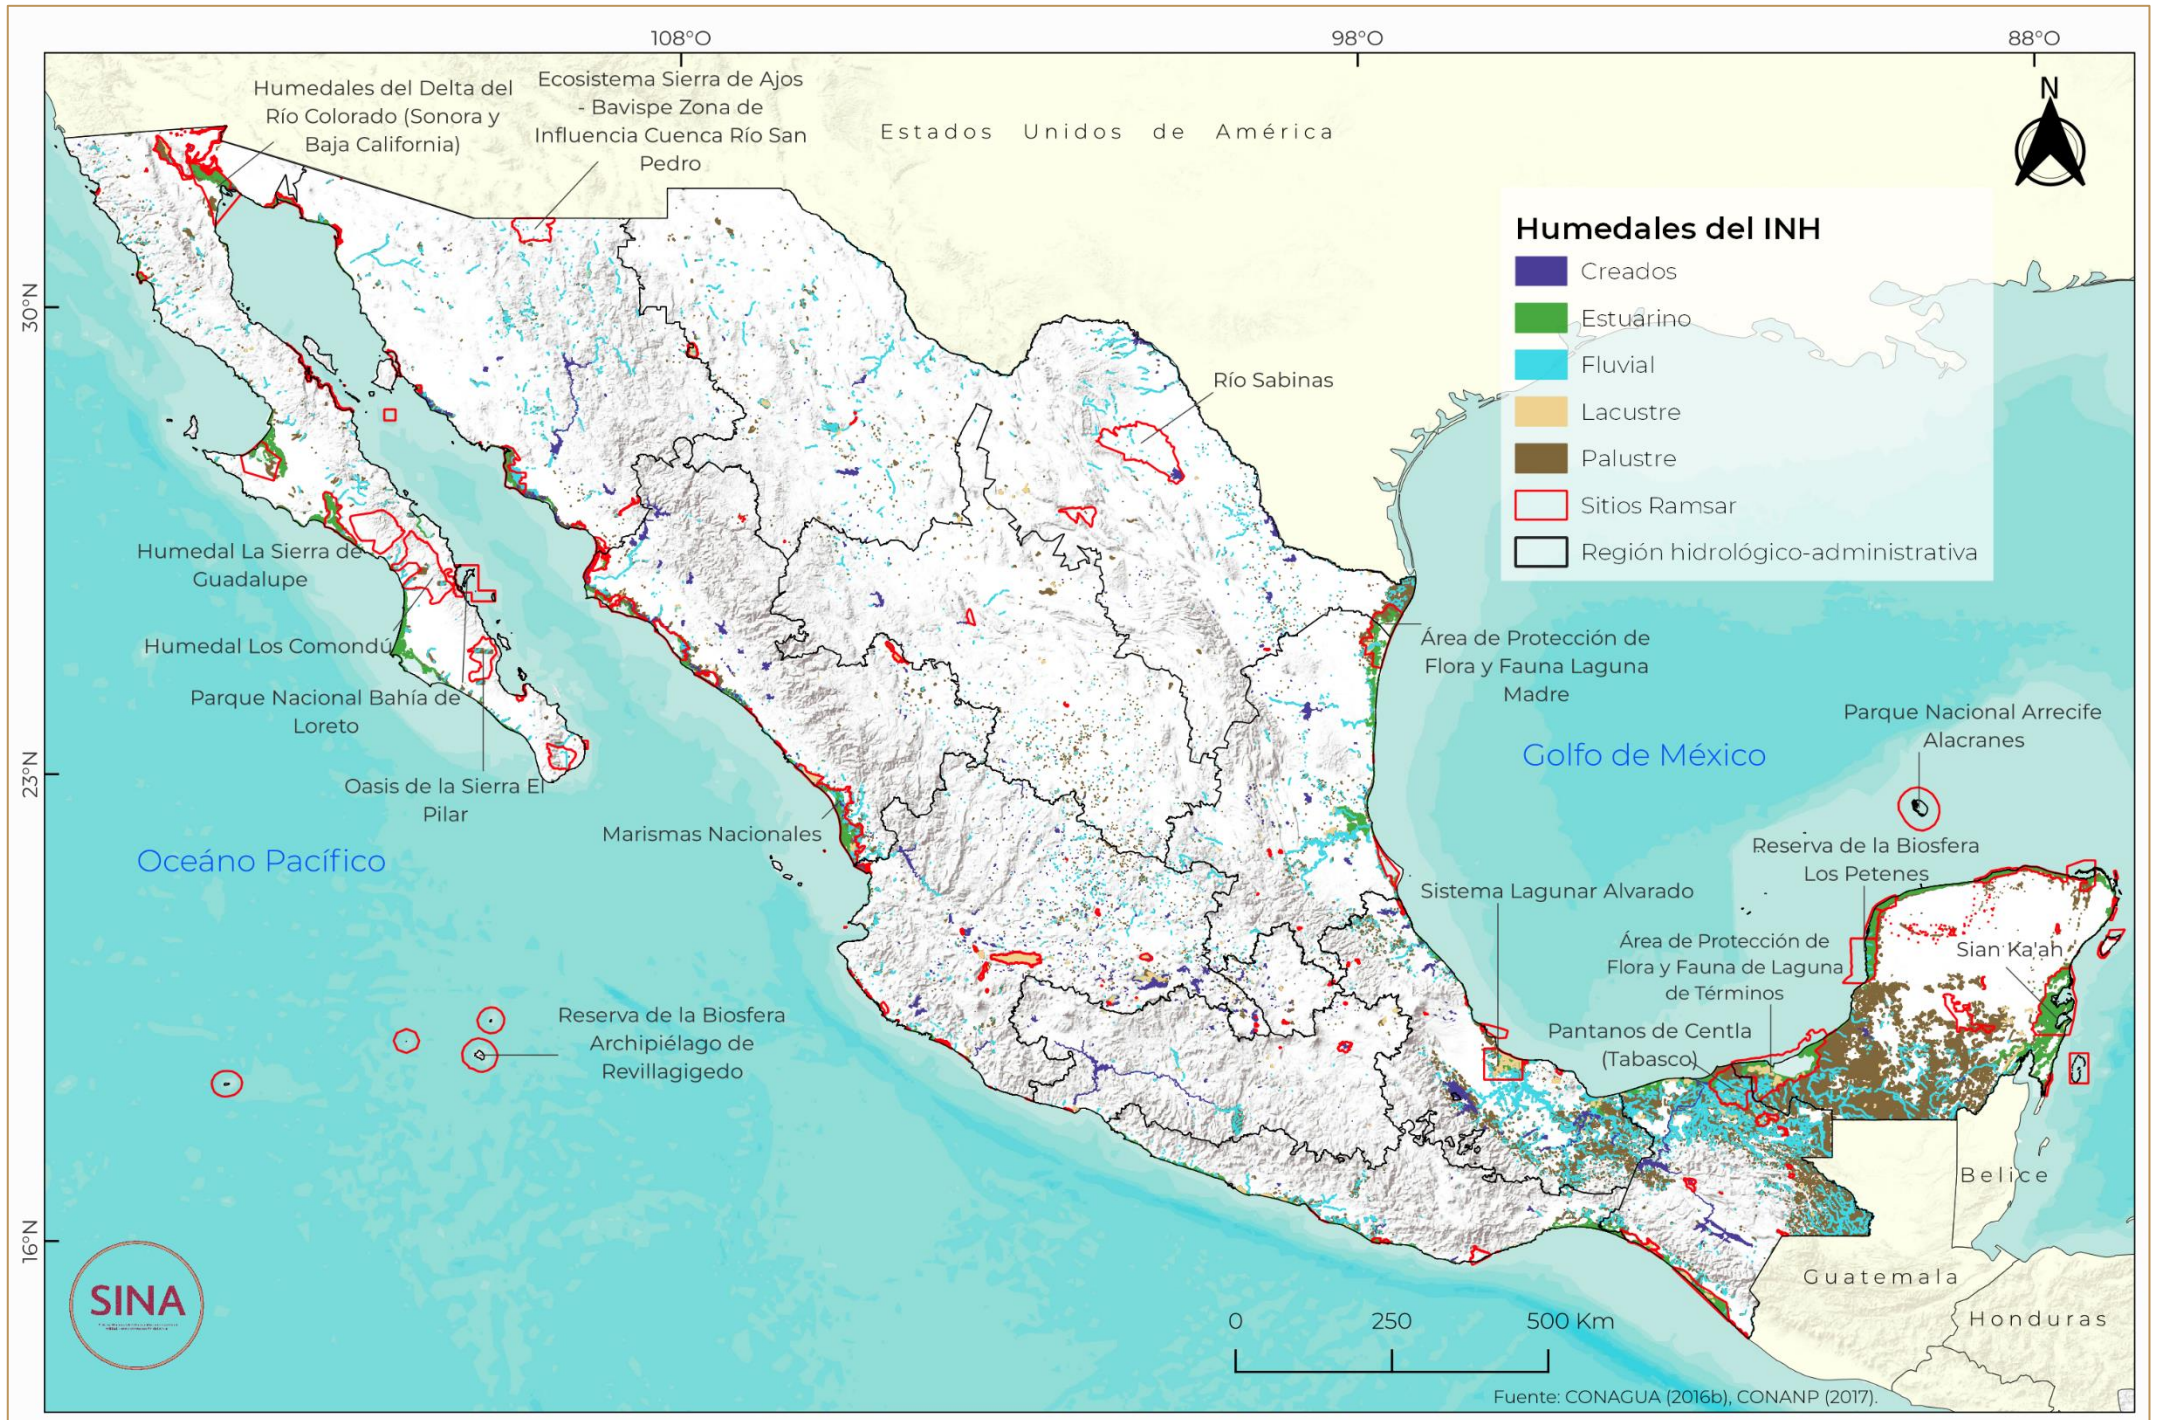 108°O
98°O
88°O
Humedales del Delta del
Río Colorado (Sonora y
Baja California)
Ecosistema Sierra de Ajos
- Bavispe Zona de
Influencia Cuenca Río San
Pedro
Estados Unidos de América
N
Humedales del INH
Creados
Estuarino
Fluvial
Lacustre
Palustre
Sitios Ramsar
Región hidrológico-administrativa
30°N
Río Sabinas
Humedal La Sierra de
Guadalupe
Humedal Los Comondú
Parque Nacional Bahía de
Loreto
Oasis de la Sierra El
Pilar
Área de Protección de
Flora y Fauna Laguna
Madre
Golfo de México
Parque Nacional Arrecife
Alacranes
23°N
Marismas Nacionales
Océano Pacífico
Reserva de la Biosfera
Los Petenes
Sistema Lagunar Alvarado
Área de Protección de
Flora y Fauna de Laguna
de Términos
Sian Ka'an
Pantanos de Centla
(Tabasco)
Reserva de la Biosfera
Archipiélago de
Revillagigedo
Belice
16°N
Guatemala
Honduras
SINA
0 250 500 Km
Fuente: CONAGUA (2016b), CONANP (2017).